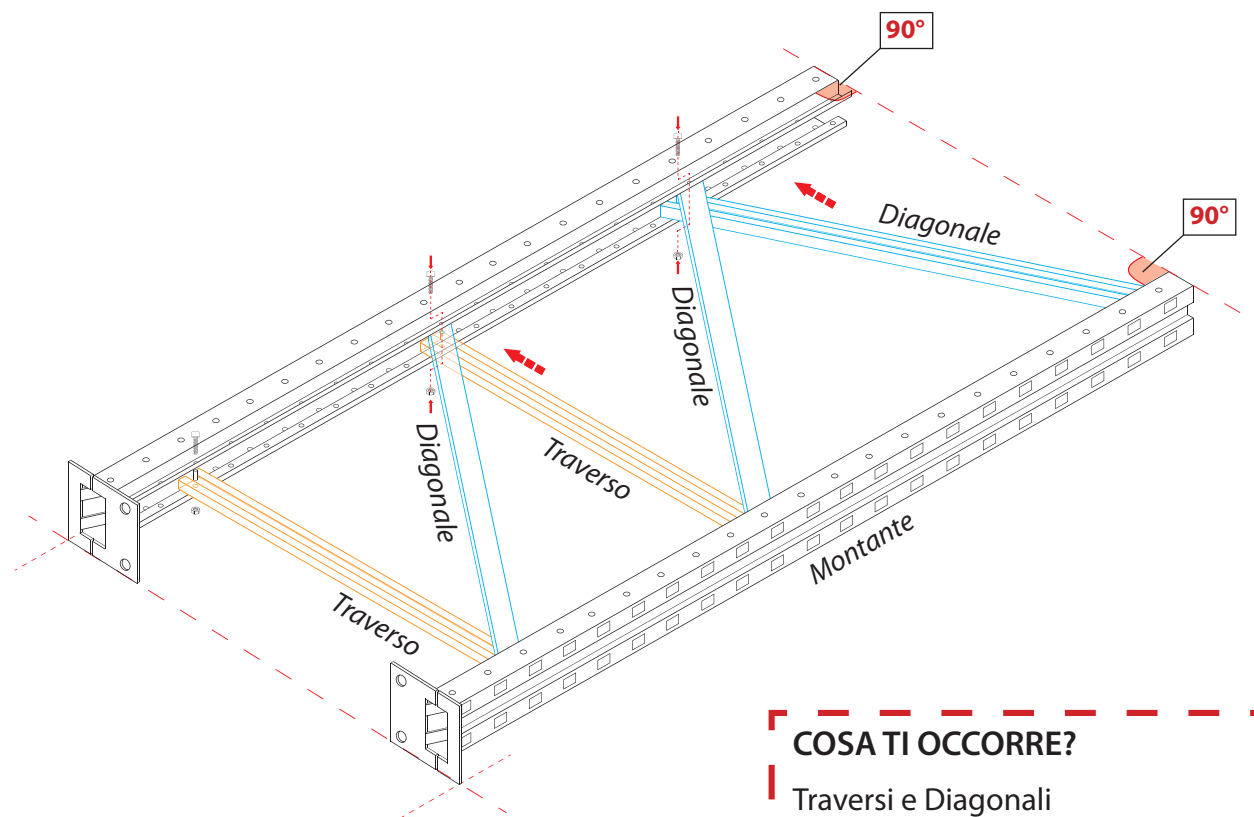 90°
90°
Diagonale
Diagonale
Diagonale
Traverso
Montante
Traverso
COSA TI OCCORRE?
Traversi e Diagonali